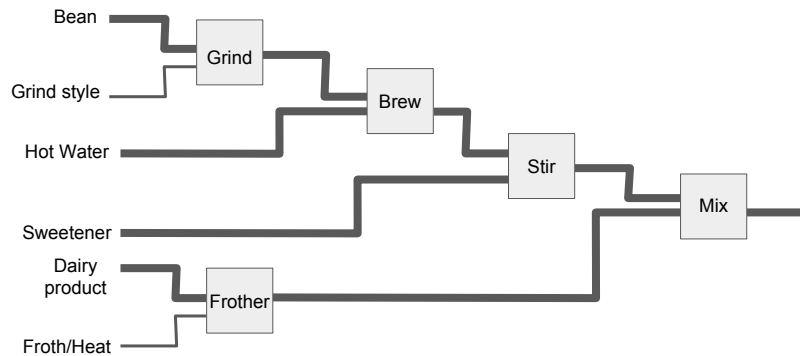 Bean
Grind
Grind style
Brew
Hot Water
Stir
Sweetener
Mix
Dairy
product
Frother
Froth/Heat